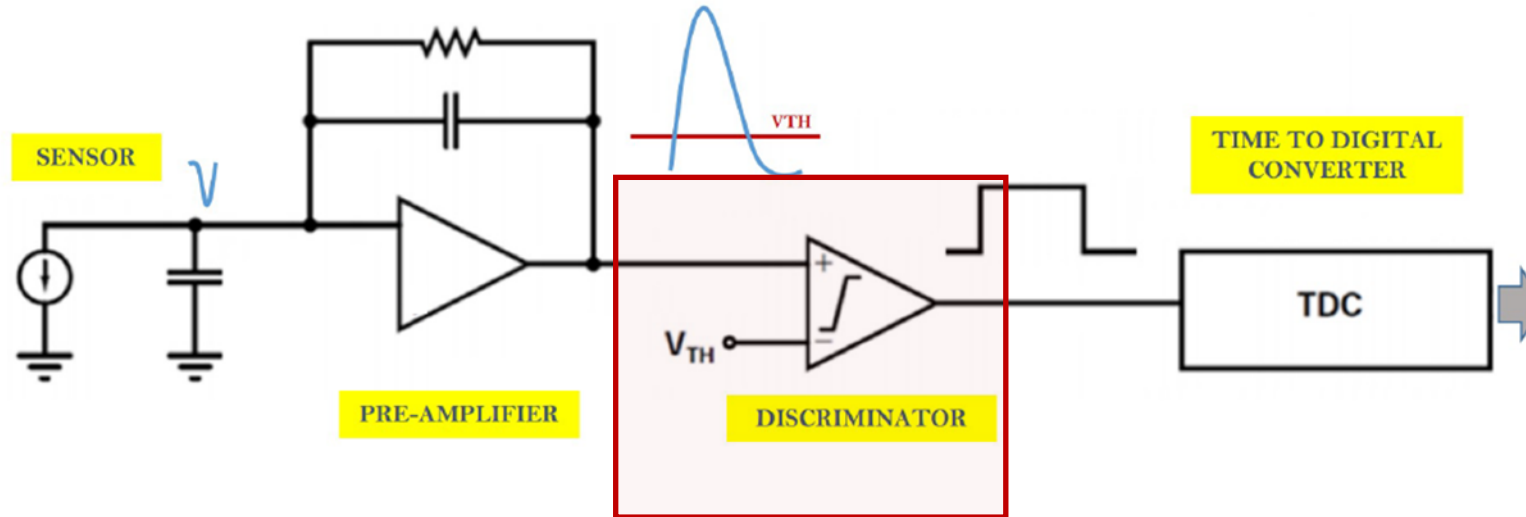 VTH
SENSOR
TIME TO DIGITAL
CONVERTER
+
TDC
VTH
−
PRE-AMPLIFIER
DISCRIMINATOR